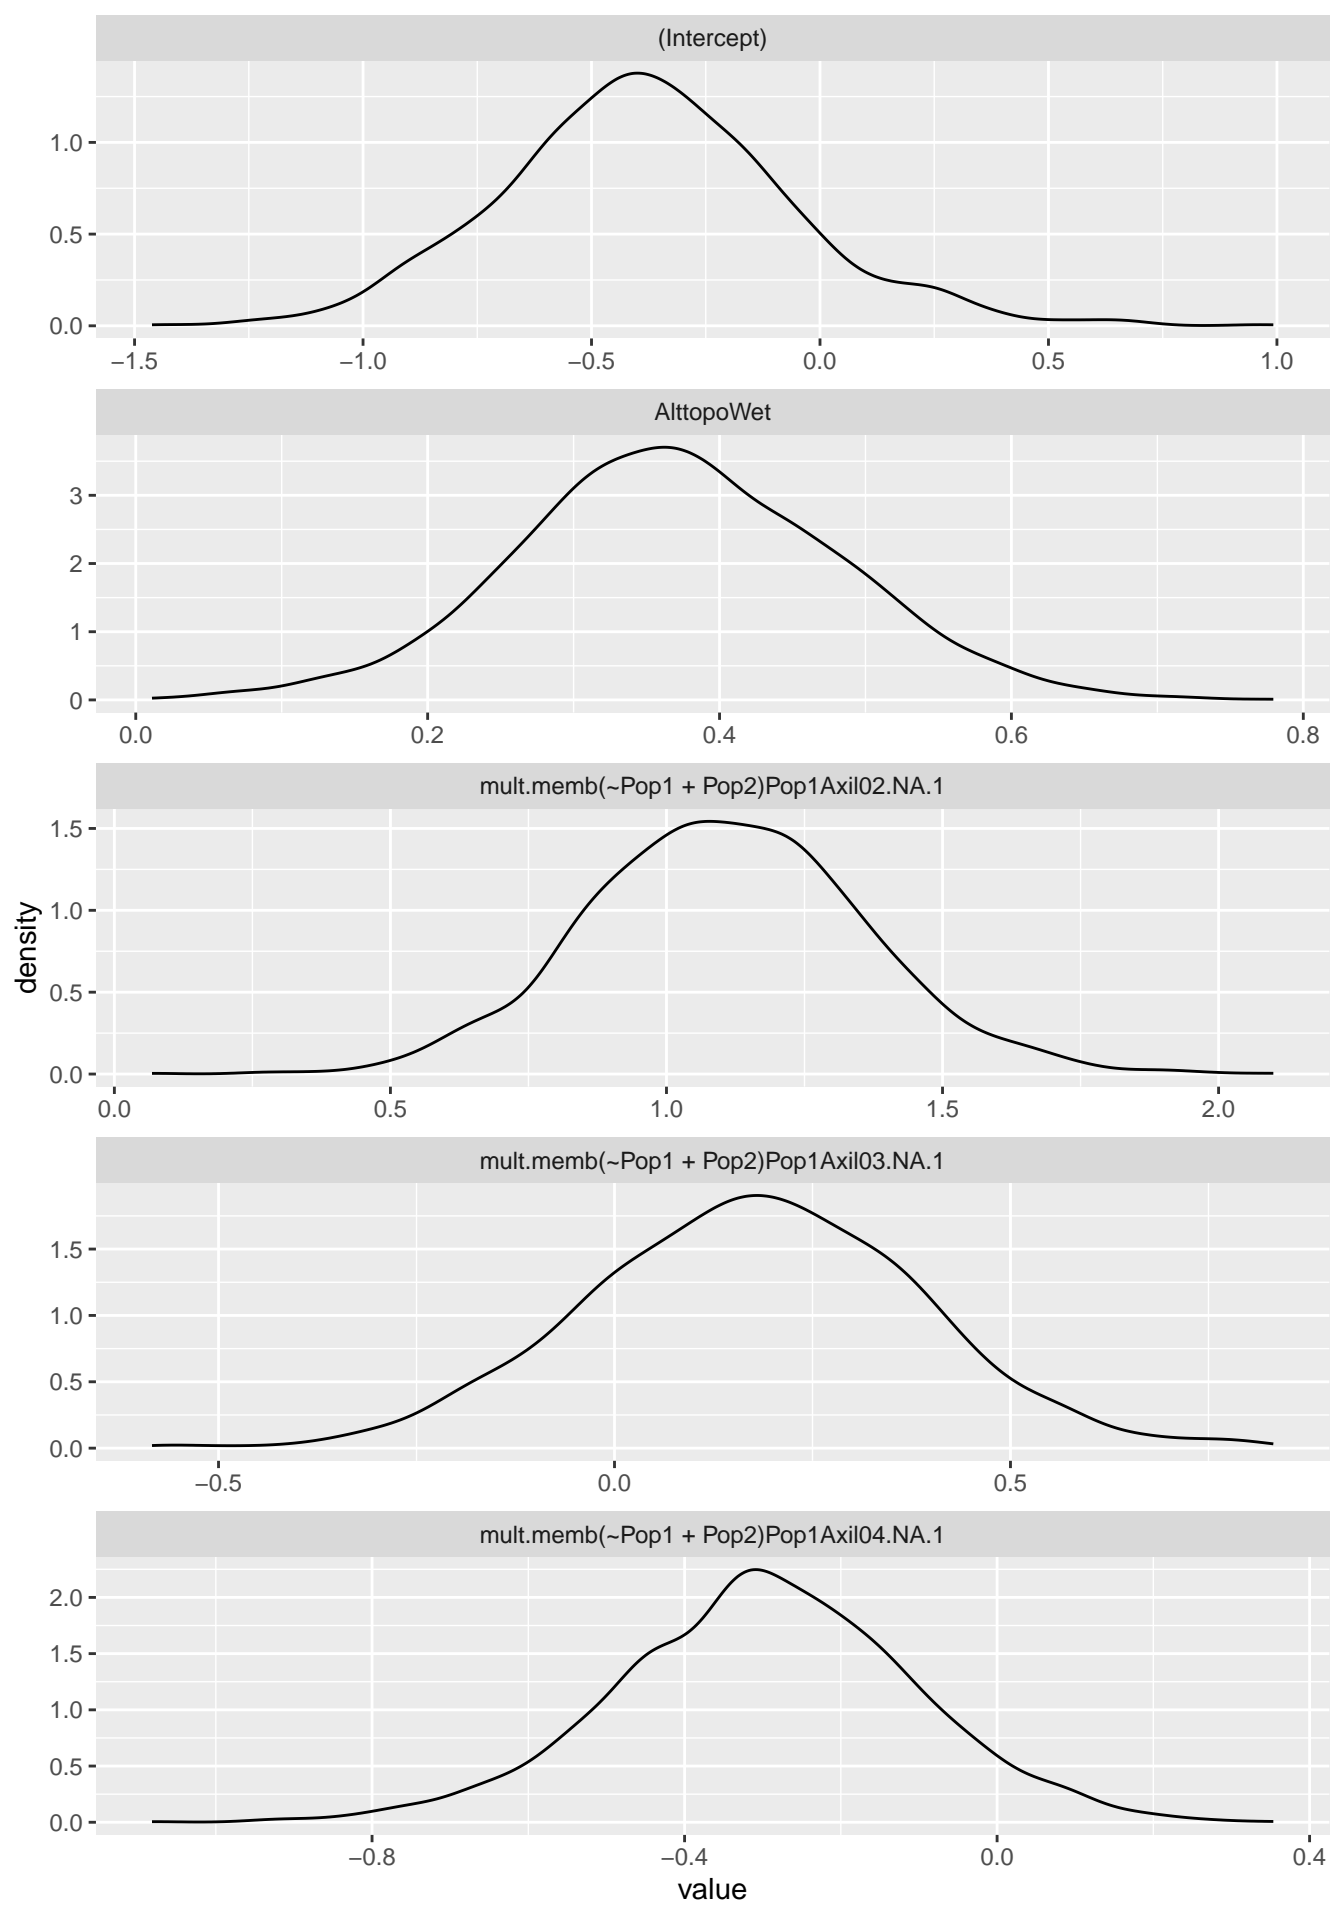 (Intercept)
1.0
0.5
0.0
−1.5 −1.0 −0.5 0.0 0.5 1.0
AlttopoWet
3
2
1
0
0.0 0.2 0.4 0.6 0.8
mult.memb(~Pop1 + Pop2)Pop1Axil02.NA.1
1.5
1.0
0.5
0.0
0.0 0.5 1.0 1.5 2.0
density
mult.memb(~Pop1 + Pop2)Pop1Axil03.NA.1
1.5
1.0
0.5
0.0
−0.5 0.0 0.5
mult.memb(~Pop1 + Pop2)Pop1Axil04.NA.1
2.0
1.5
1.0
0.5
0.0
−0.8 −0.4 0.0 0.4
value